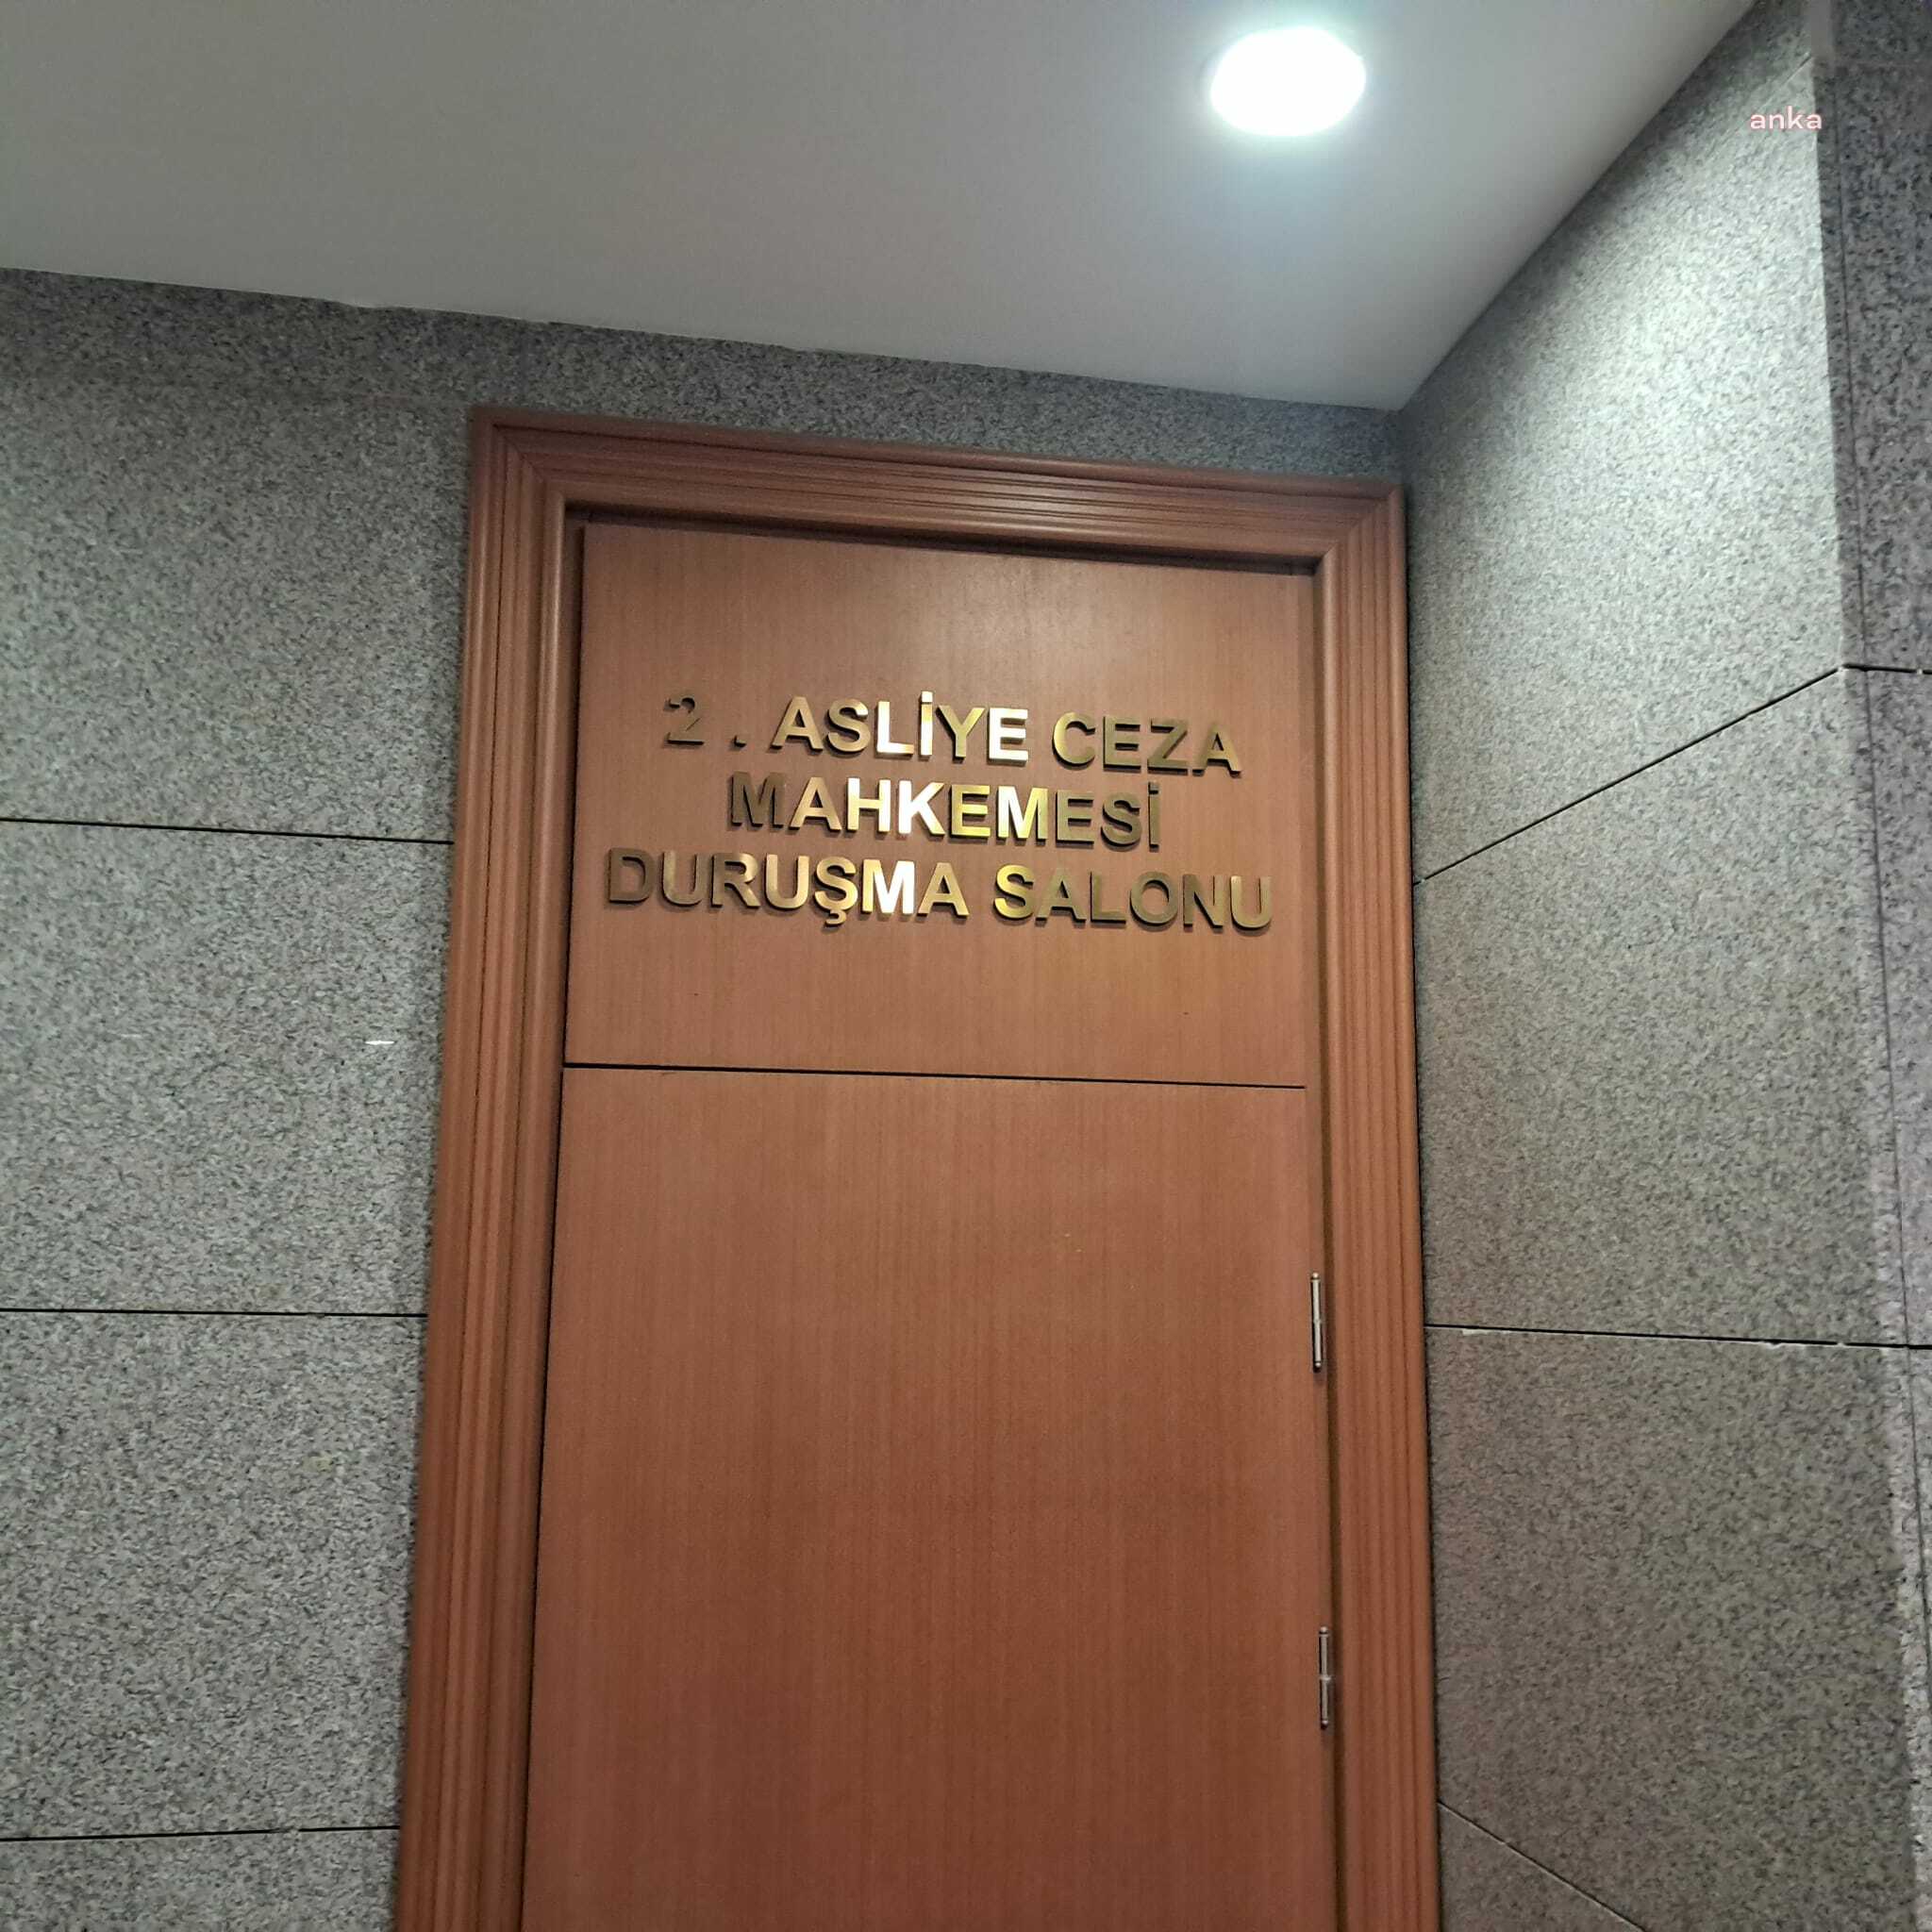 anka
2 . ASLİYE CEZA
MAHKEMESİ
DURUŞMA SALONU